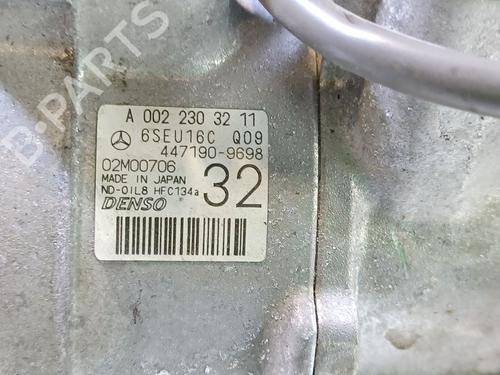 A 002 230 32 11
6SEU16C Q09
447190-9698
02M00706
MADE IN JAPAN
ND-OIL8 HFC134a
32
DENSO
B-PARTS